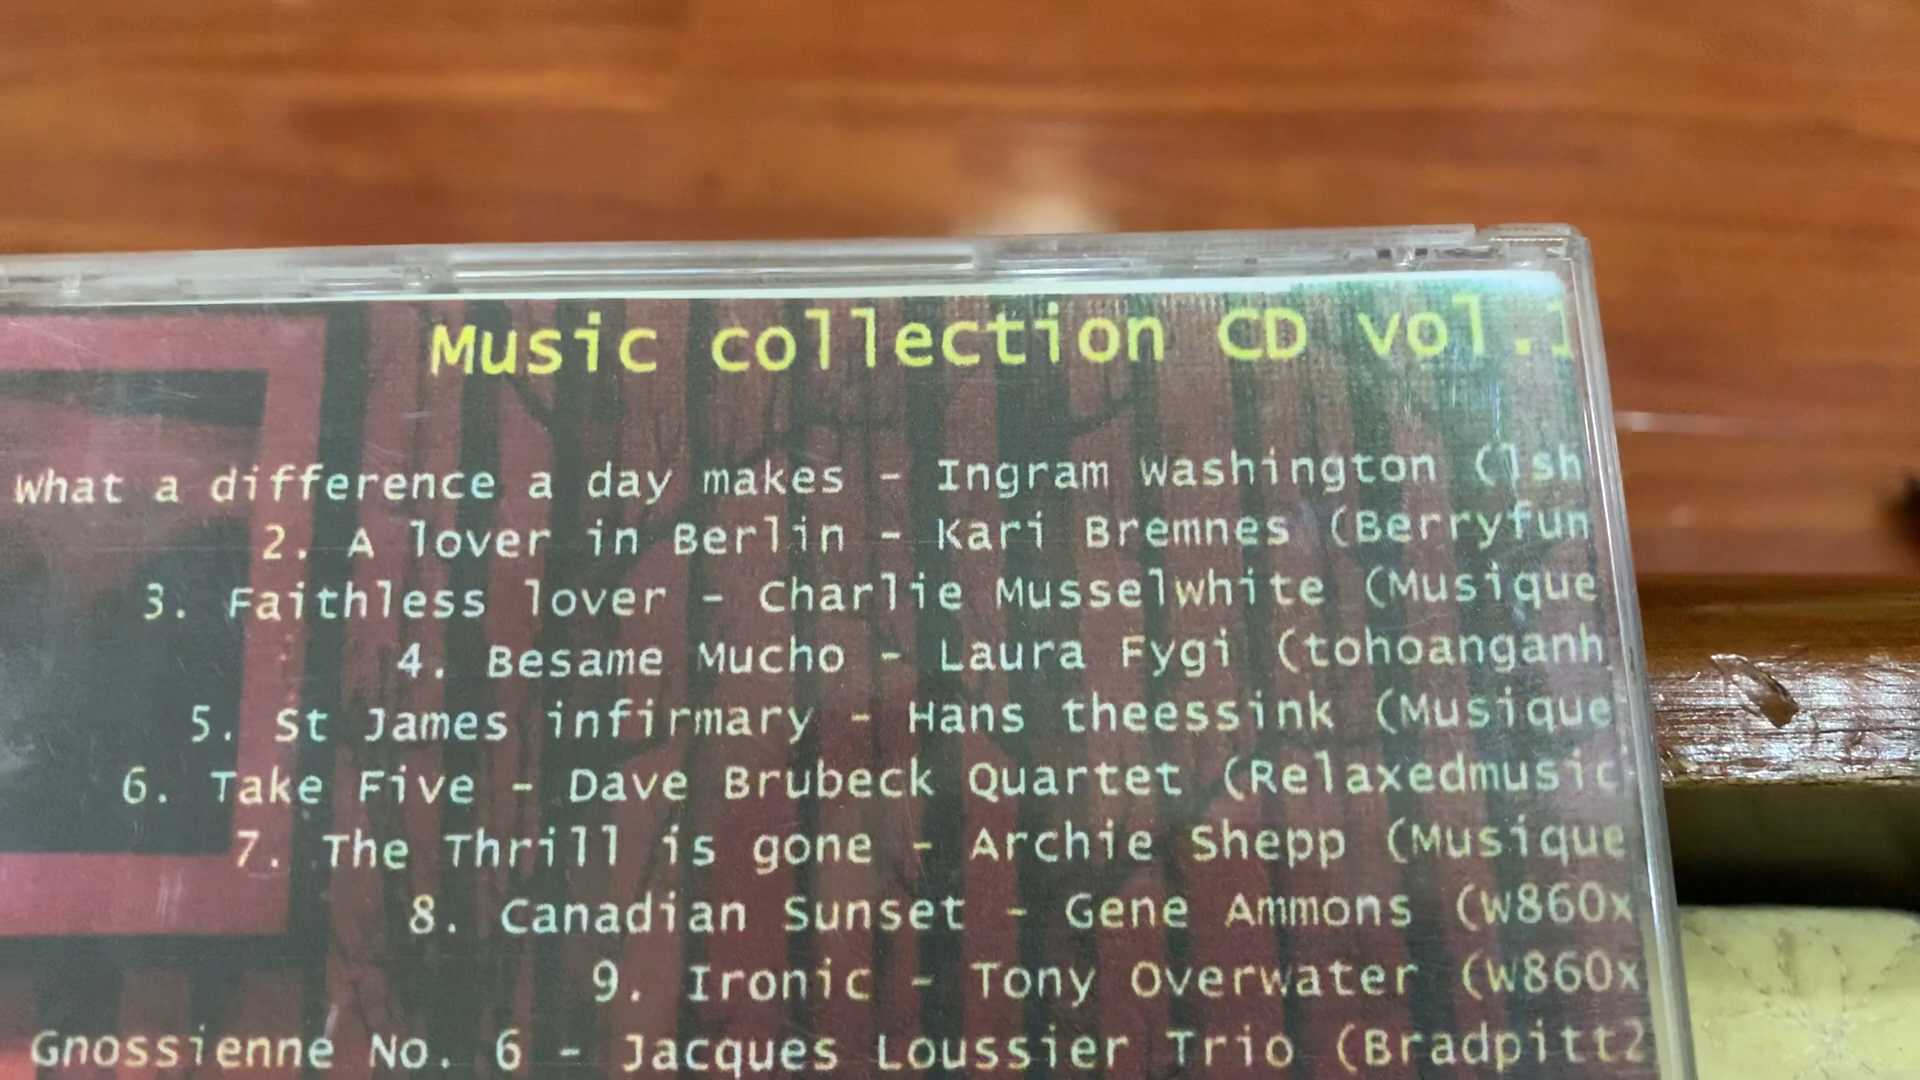 Music collection CD vol.1
What a difference a day makes - Ingram Washington (lsh
2. A lover in Berlin - Kari Bremnes (Berryfun
3. Faithless lover - Charlie Musselwhite (Musique
4. Besame Mucho - Laura Fygi (tohoanganh
5. St James infirmary - Hans theessink (Musique
6. Take Five - Dave Brubeck Quartet (Relaxedmusic
7. The Thrill is gone - Archie Shepp (Musique
8. Canadian Sunset - Gene Ammons (W860x
9. Ironic - Tony Overwater (W860x
Gnossienne No. 6 - Jacques Loussier Trio (Bradpitt2